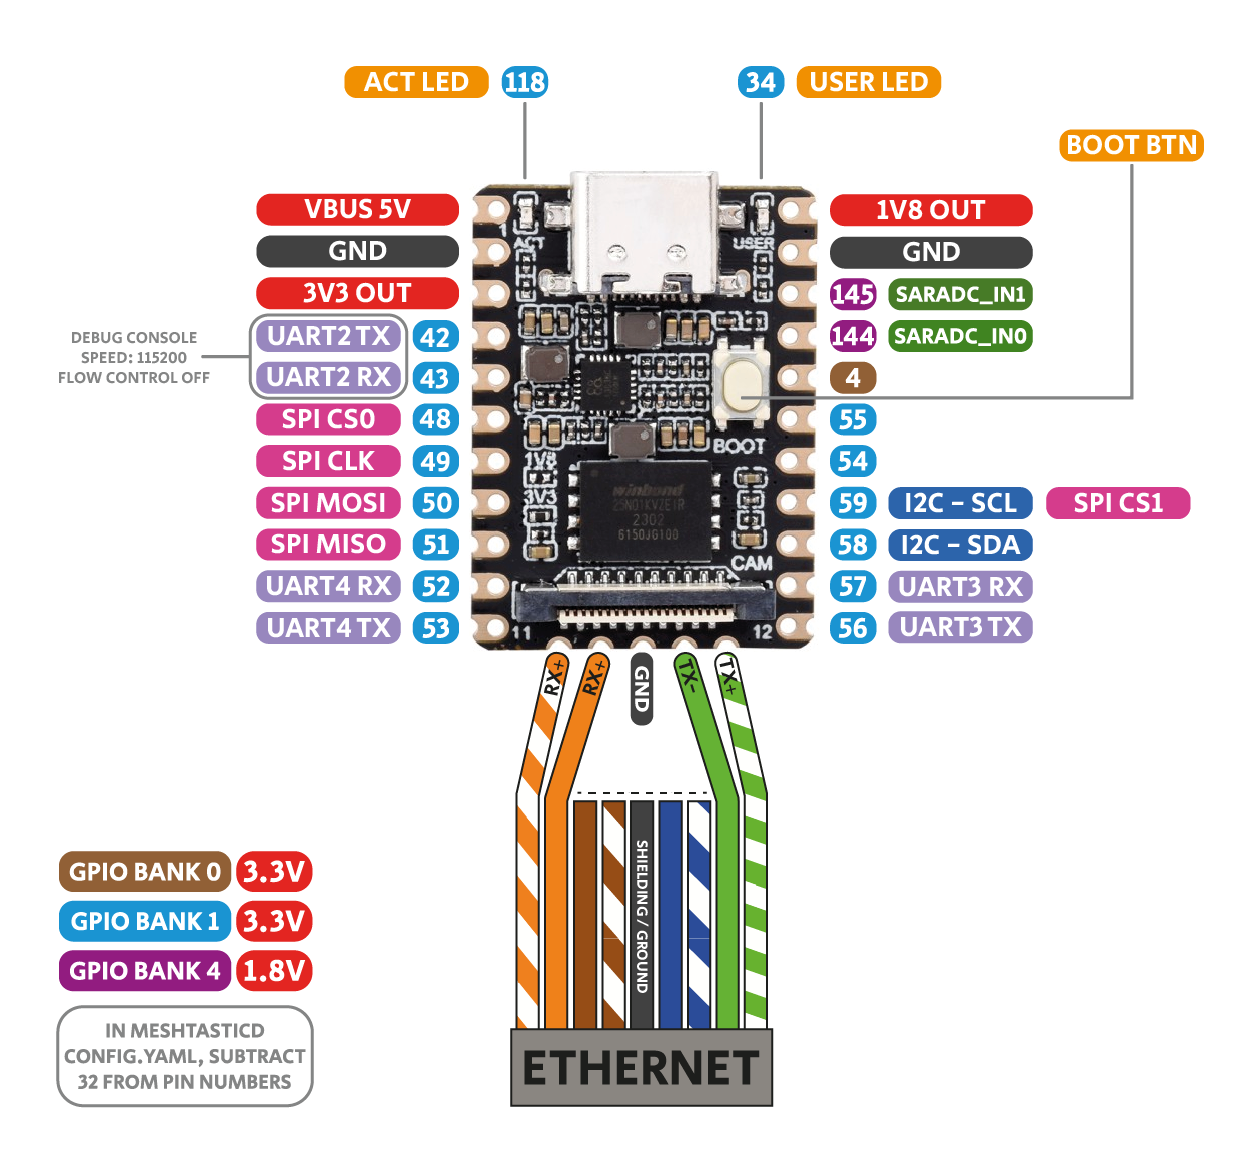 ACT LED 118
34 USER LED
BOOT BTN
VBUS 5V
GND
3V3 OUT
UART2 TX 42
UART2 RX 43
SPI CS0 48
SPI CLK 49
SPI MOSI 50
SPI MISO 51
UART4 RX 52
UART4 TX 53
DEBUG CONSOLE
SPEED: 115200
FLOW CONTROL OFF
1V8 OUT
GND
145 SARADC_IN1
144 SARADC_IN0
4
55
54
59 I2C – SCL SPI CS1
58 I2C – SDA
57 UART3 RX
56 UART3 TX
1
ACT
USER
BOOT
1V8
3V3
winbond
25N01KVZEIR
2302
6150JG100
CAM
11
12
RX+
RX+
GND
TX-
TX+
SHIELDING / GROUND
ETHERNET
GPIO BANK 0 3.3V
GPIO BANK 1 3.3V
GPIO BANK 4 1.8V
IN MESHTASTICD
CONFIG.YAML, SUBTRACT
32 FROM PIN NUMBERS